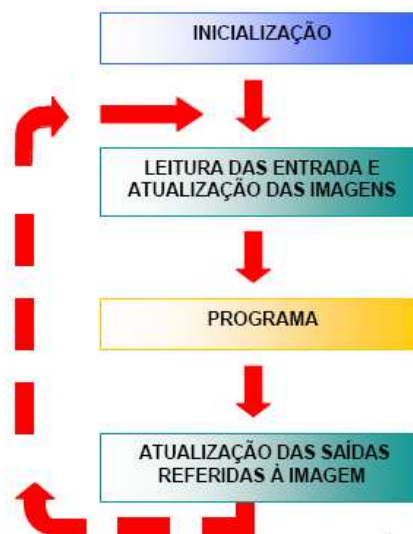 INICIALIZAÇÃO
LEITURA DAS ENTRADA E
ATUALIZAÇÃO DAS IMAGENS
PROGRAMA
ATUALIZAÇÃO DAS SAÍDAS
REFERIDAS À IMAGEM